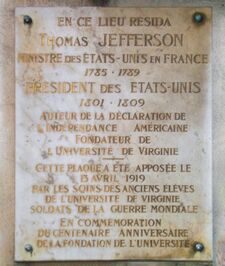 EN CE LIEU RESIDA
THOMAS JEFFERSON
MINISTRE DES ETATS-UNIS EN FRANCE
1785 - 1789
PRESIDENT DES ETATS-UNIS
1801 - 1809
AUTEUR DE LA DÉCLARATION DE
L'INDÉPENDANCE AMÉRICAINE
FONDATEUR DE
L'UNIVERSITÉ DE VIRGINIE
CETTE PLAQUE A ÉTÉ APPOSÉE LE
13 AVRIL 1919
PAR LES SOINS DES ANCIENS ÉLÈVES
DE L'UNIVERSITÉ DE VIRGINIE
SOLDATS DE LA GUERRE MONDIALE
EN COMMEMORATION
DU CENTENAIRE ANNIVERSAIRE
DE LA FONDATION DE L'UNIVERSITÉ